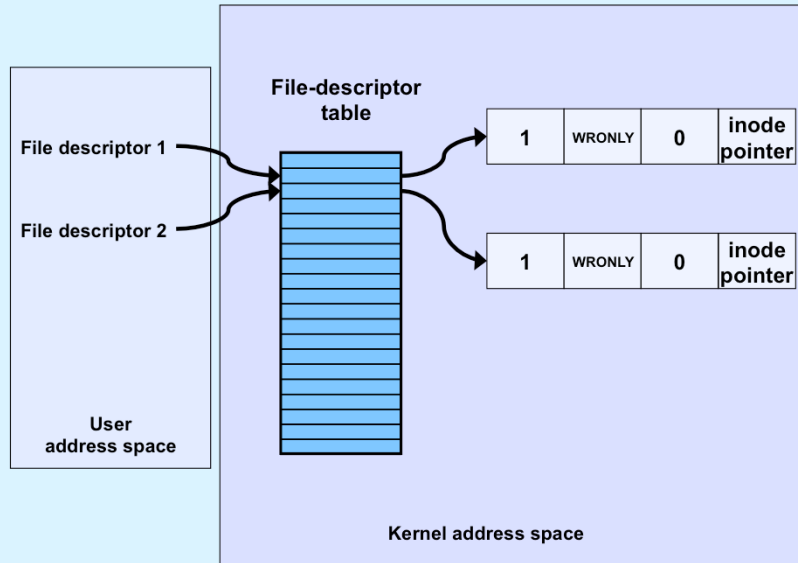 File-descriptor
table
File descriptor 1
File descriptor 2
1 WRONLY 0 inode
pointer
1 WRONLY 0 inode
pointer
User
address space
Kernel address space